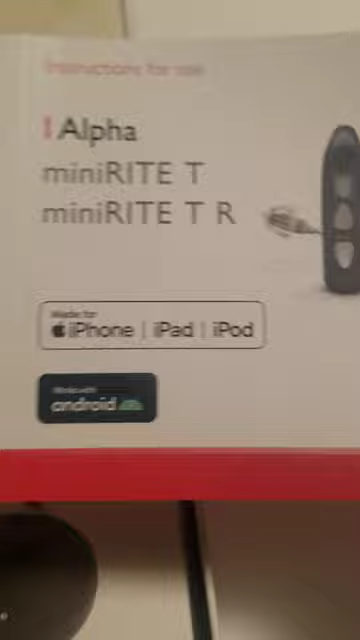 Instructions for use
Alpha
miniRITE T
miniRITE T R
Made for
iPhone | iPad | iPod
Works with
android